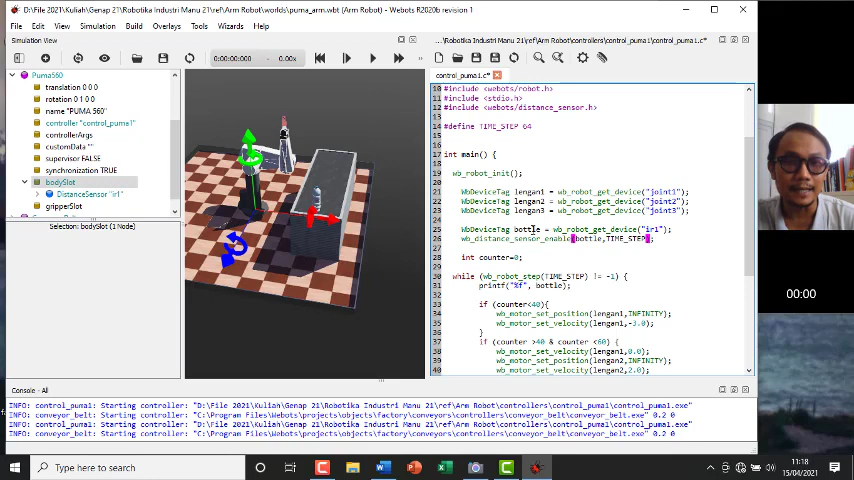 D:\File 2021\Kuliah\Genap 21\Robotika Industri Manu 21\ref\Arm Robot\worlds\puma_arm.wbt (Arm Robot) - Webots R2020b revision 1
File Edit View Simulation Build Overlays Tools Wizards Help
Simulation View
...\Robotika Industri Manu 21\ref\Arm Robot\controllers\control_puma1\control_puma1.c*
0:00:00:000 - 0.00x
Puma560
translation 0 0 0
rotation 0 1 0 0
name "PUMA 560"
controller "control_puma1"
controllerArgs
customData ""
supervisor FALSE
synchronization TRUE
bodySlot
DistanceSensor "ir1"
gripperSlot
Selection: bodySlot (1 Node)
control_puma1.c*
10 #include <webots/robot.h>
11 #include <stdio.h>
12 #include <webots/distance_sensor.h>
13
14 #define TIME_STEP 64
15
16
17 int main() {
18
19 wb_robot_init();
20
21 WbDeviceTag lengan1 = wb_robot_get_device("joint1");
22 WbDeviceTag lengan2 = wb_robot_get_device("joint2");
23 WbDeviceTag lengan3 = wb_robot_get_device("joint3");
24
25 WbDeviceTag bottle = wb_robot_get_device("ir1");
26 wb_distance_sensor_enable(bottle,TIME_STEP);
27
28 int counter=0;
29
30 while (wb_robot_step(TIME_STEP) != -1) {
31 printf("%f", bottle);
32
33 if (counter<40){
34 wb_motor_set_position(lengan1,INFINITY);
35 wb_motor_set_velocity(lengan1,-3.0);
36 }
37 if (counter >40 & counter <60) {
38 wb_motor_set_velocity(lengan1,0.0);
39 wb_motor_set_position(lengan2,INFINITY);
40 wb_motor_set_velocity(lengan1,2.0);
00:00
Console - All
INFO: control_puma1: Starting controller: "D:\File 2021\Kuliah\Genap 21\Robotika Industri Manu 21\ref\Arm Robot\controllers\control_puma1\control_puma1.exe"
INFO: conveyor_belt: Starting controller: "C:\Program Files\Webots\projects\objects\factory\conveyors\controllers\conveyor_belt\conveyor_belt.exe" 0.2 0
INFO: control_puma1: Starting controller: "D:\File 2021\Kuliah\Genap 21\Robotika Industri Manu 21\ref\Arm Robot\controllers\control_puma1\control_puma1.exe"
INFO: conveyor_belt: Starting controller: "C:\Program Files\Webots\projects\objects\factory\conveyors\controllers\conveyor_belt\conveyor_belt.exe" 0.2 0
Type here to search
11:18
15/04/2021